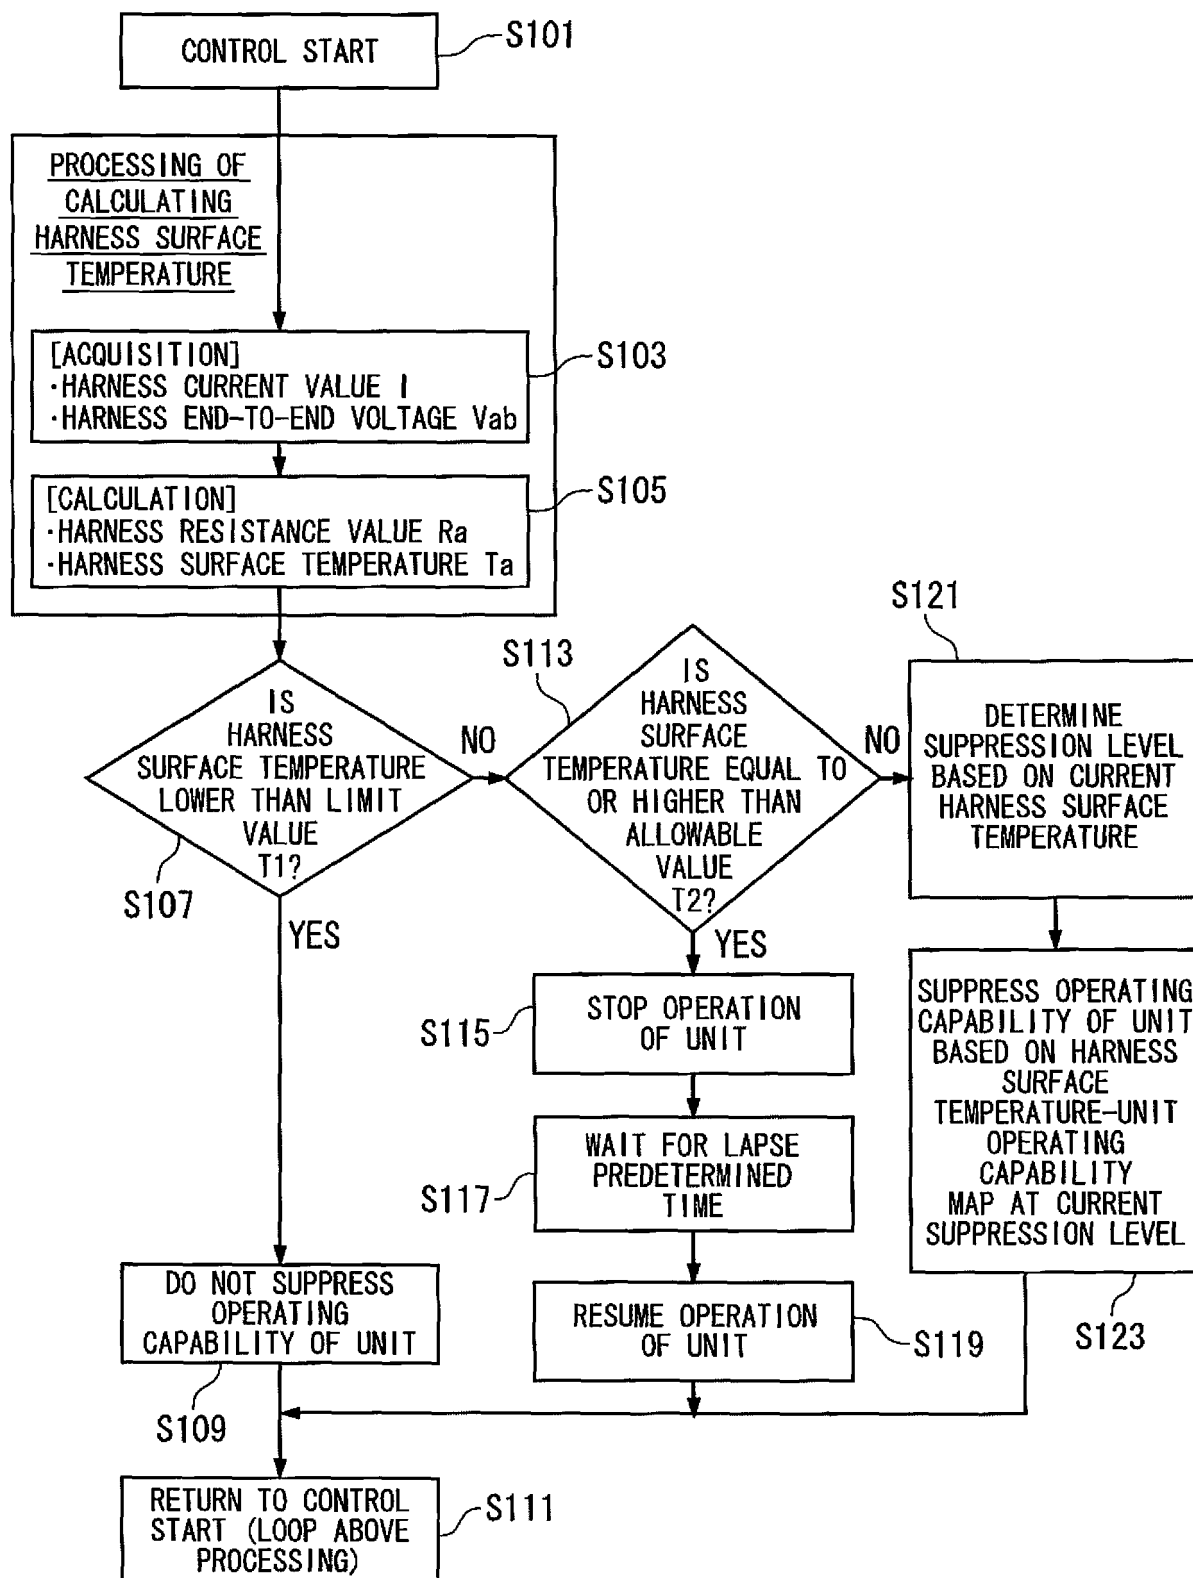 CONTROL START
S101
PROCESSING OF
CALCULATING
HARNESS SURFACE
TEMPERATURE
[ACQUISITION]
·HARNESS CURRENT VALUE I
·HARNESS END-TO-END VOLTAGE Vab
S103
[CALCULATION]
·HARNESS RESISTANCE VALUE Ra
·HARNESS SURFACE TEMPERATURE Ta
S105
IS
HARNESS
SURFACE TEMPERATURE
LOWER THAN LIMIT
VALUE
T1?
S107
NO
YES
S113
IS
HARNESS
SURFACE
TEMPERATURE EQUAL TO
OR HIGHER THAN
ALLOWABLE
VALUE
T2?
NO
YES
S121
DETERMINE
SUPPRESSION LEVEL
BASED ON CURRENT
HARNESS SURFACE
TEMPERATURE
STOP OPERATION
OF UNIT
S115
WAIT FOR LAPSE
PREDETERMINED
TIME
S117
RESUME OPERATION
OF UNIT
S119
SUPPRESS OPERATING
CAPABILITY OF UNIT
BASED ON HARNESS
SURFACE
TEMPERATURE-UNIT
OPERATING
CAPABILITY
MAP AT CURRENT
SUPPRESSION LEVEL
S123
DO NOT SUPPRESS
OPERATING
CAPABILITY OF UNIT
S109
RETURN TO CONTROL
START (LOOP ABOVE
PROCESSING)
S111